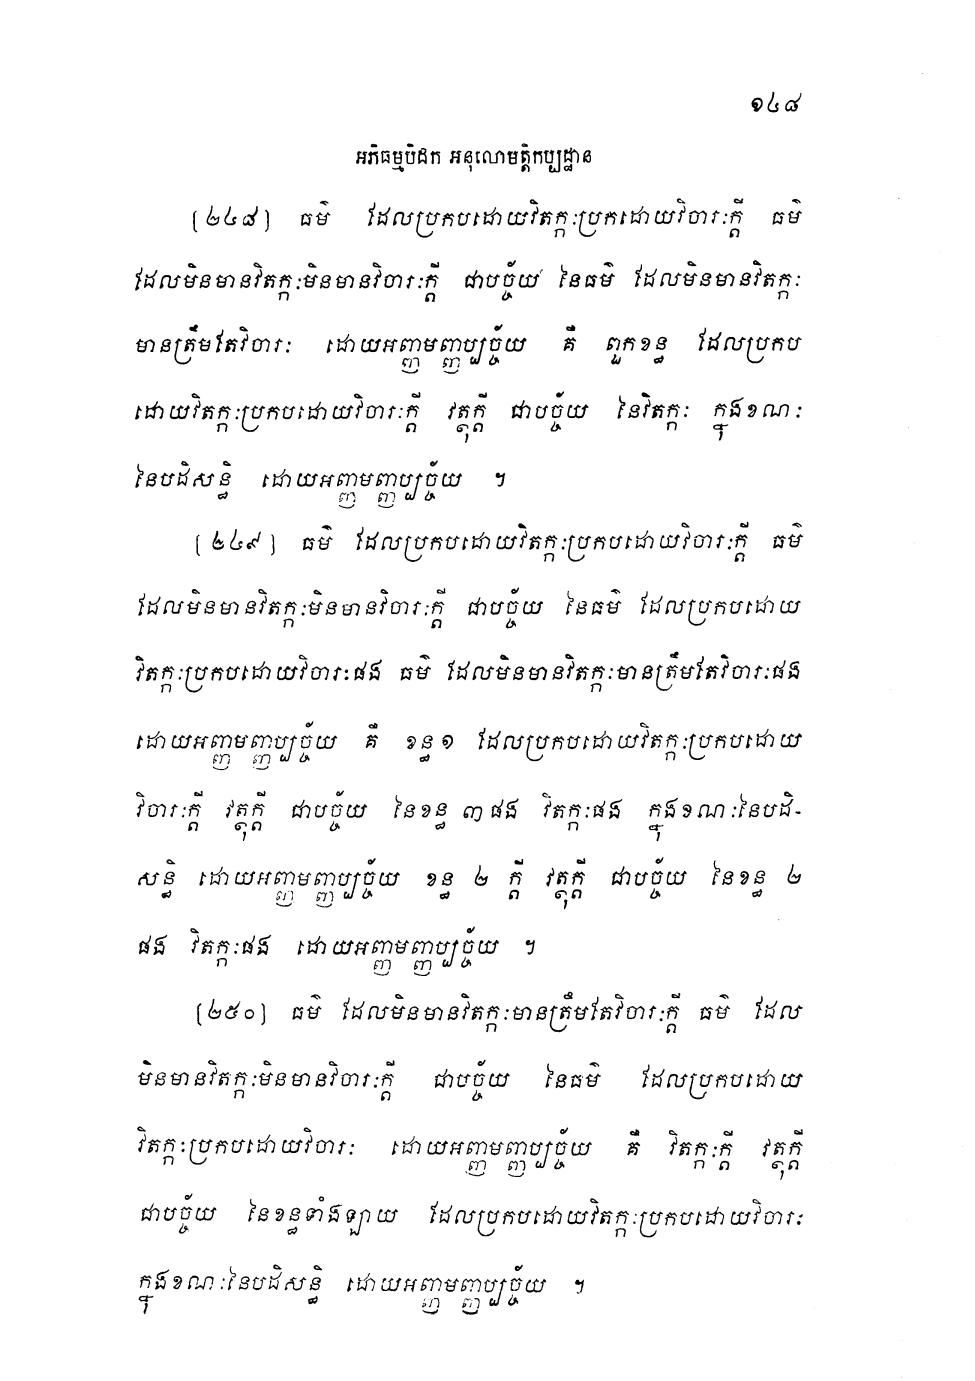 ១៤៨
អភិធម្មបិដក អនុលោមត្តិកប្បដ្ឋាន
[២៤៨] ធម៌ ដែលប្រកបដោយវិតក្កៈប្រកដោយវិចារៈក្តី ធម៌
ដែលមិនមានវិតក្កៈមិនមានវិចារៈក្តី ជាបច្ច័យ នៃធម៌ ដែលមិនមានវិតក្កៈ
មានត្រឹមតែវិចារៈ ដោយអញ្ញមញ្ញប្បច្ច័យ គឺ ពួកខន្ធ ដែលប្រកប
ដោយវិតក្កៈប្រកបដោយវិចារៈក្តី វត្ថុក្តី ជាបច្ច័យ នៃវិតក្កៈ ក្នុងខណៈ
នៃបដិសន្ធិ ដោយអញ្ញមញ្ញប្បច្ច័យ ។
[២៤៩] ធម៌ ដែលប្រកបដោយវិតក្កៈប្រកបដោយវិចារៈក្តី ធម៌
ដែលមិនមានវិតក្កៈមិនមានវិចារៈក្តី ជាបច្ច័យ នៃធម៌ ដែលប្រកបដោយ
វិតក្កៈប្រកបដោយវិចារៈផង ធម៌ ដែលមិនមានវិតក្កៈមានត្រឹមតែវិចារៈផង
ដោយអញ្ញមញ្ញប្បច្ច័យ គឺ ខន្ធ១ ដែលប្រកបដោយវិតក្កៈប្រកបដោយ
វិចារៈក្តី វត្ថុក្តី ជាបច្ច័យ នៃខន្ធ ៣ ផង វិតក្កៈផង ក្នុងខណៈនៃបដិ-
សន្ធិ ដោយអញ្ញមញ្ញប្បច្ច័យ ខន្ធ ២ ក្តី វត្ថុក្តី ជាបច្ច័យ នៃខន្ធ ២
ផង វិតក្កៈផង ដោយអញ្ញមញ្ញប្បច្ច័យ ។
[២៥០] ធម៌ ដែលមិនមានវិតក្កៈមានត្រឹមតែវិចារៈក្តី ធម៌ ដែល
មិនមានវិតក្កៈមិនមានវិចារៈក្តី ជាបច្ច័យ នៃធម៌ ដែលប្រកបដោយ
វិតក្កៈប្រកបដោយវិចារៈ ដោយអញ្ញមញ្ញប្បច្ច័យ គឺ វិតក្កៈក្តី វត្ថុក្តី
ជាបច្ច័យ នៃខន្ធទាំងឡាយ ដែលប្រកបដោយវិតក្កៈប្រកបដោយវិចារៈ
ក្នុងខណៈនៃបដិសន្ធិ ដោយអញ្ញមញ្ញប្បច្ច័យ ។